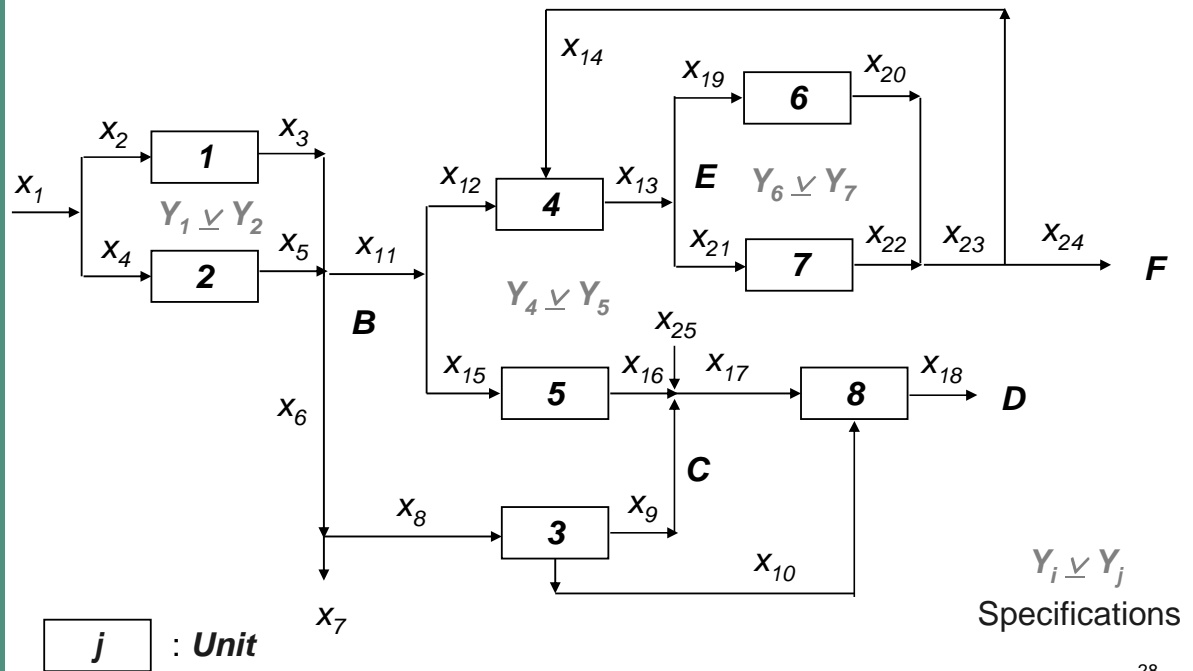 x14
x19
x20
6
x2
x3
1
x1
Y1 ⊻ Y2
x12
4
x13
E
Y6 ⊻ Y7
x4
x5
2
x11
x21
7
x22
x23
x24
F
B
Y4 ⊻ Y5
x25
x15
5
x16
x17
8
x18
D
x6
C
x8
3
x9
x10
Yi ⊻ Yj
Specifications
x7
j : Unit
28